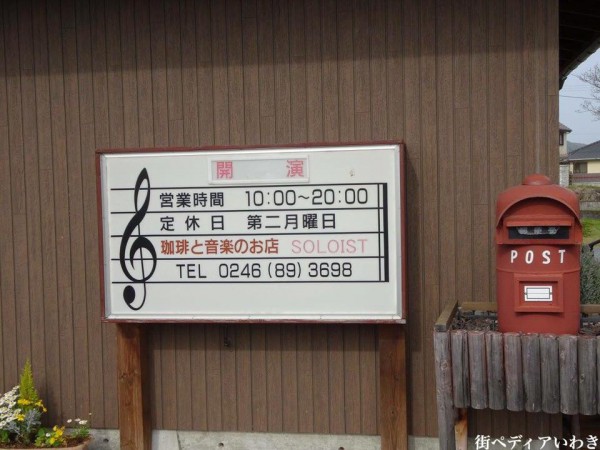 開演
営業時間 10:00～20:00
定休日 第二月曜日
珈琲と音楽のお店 SOLOIST
TEL 0246(89)3698
POST
街ペディアいわき